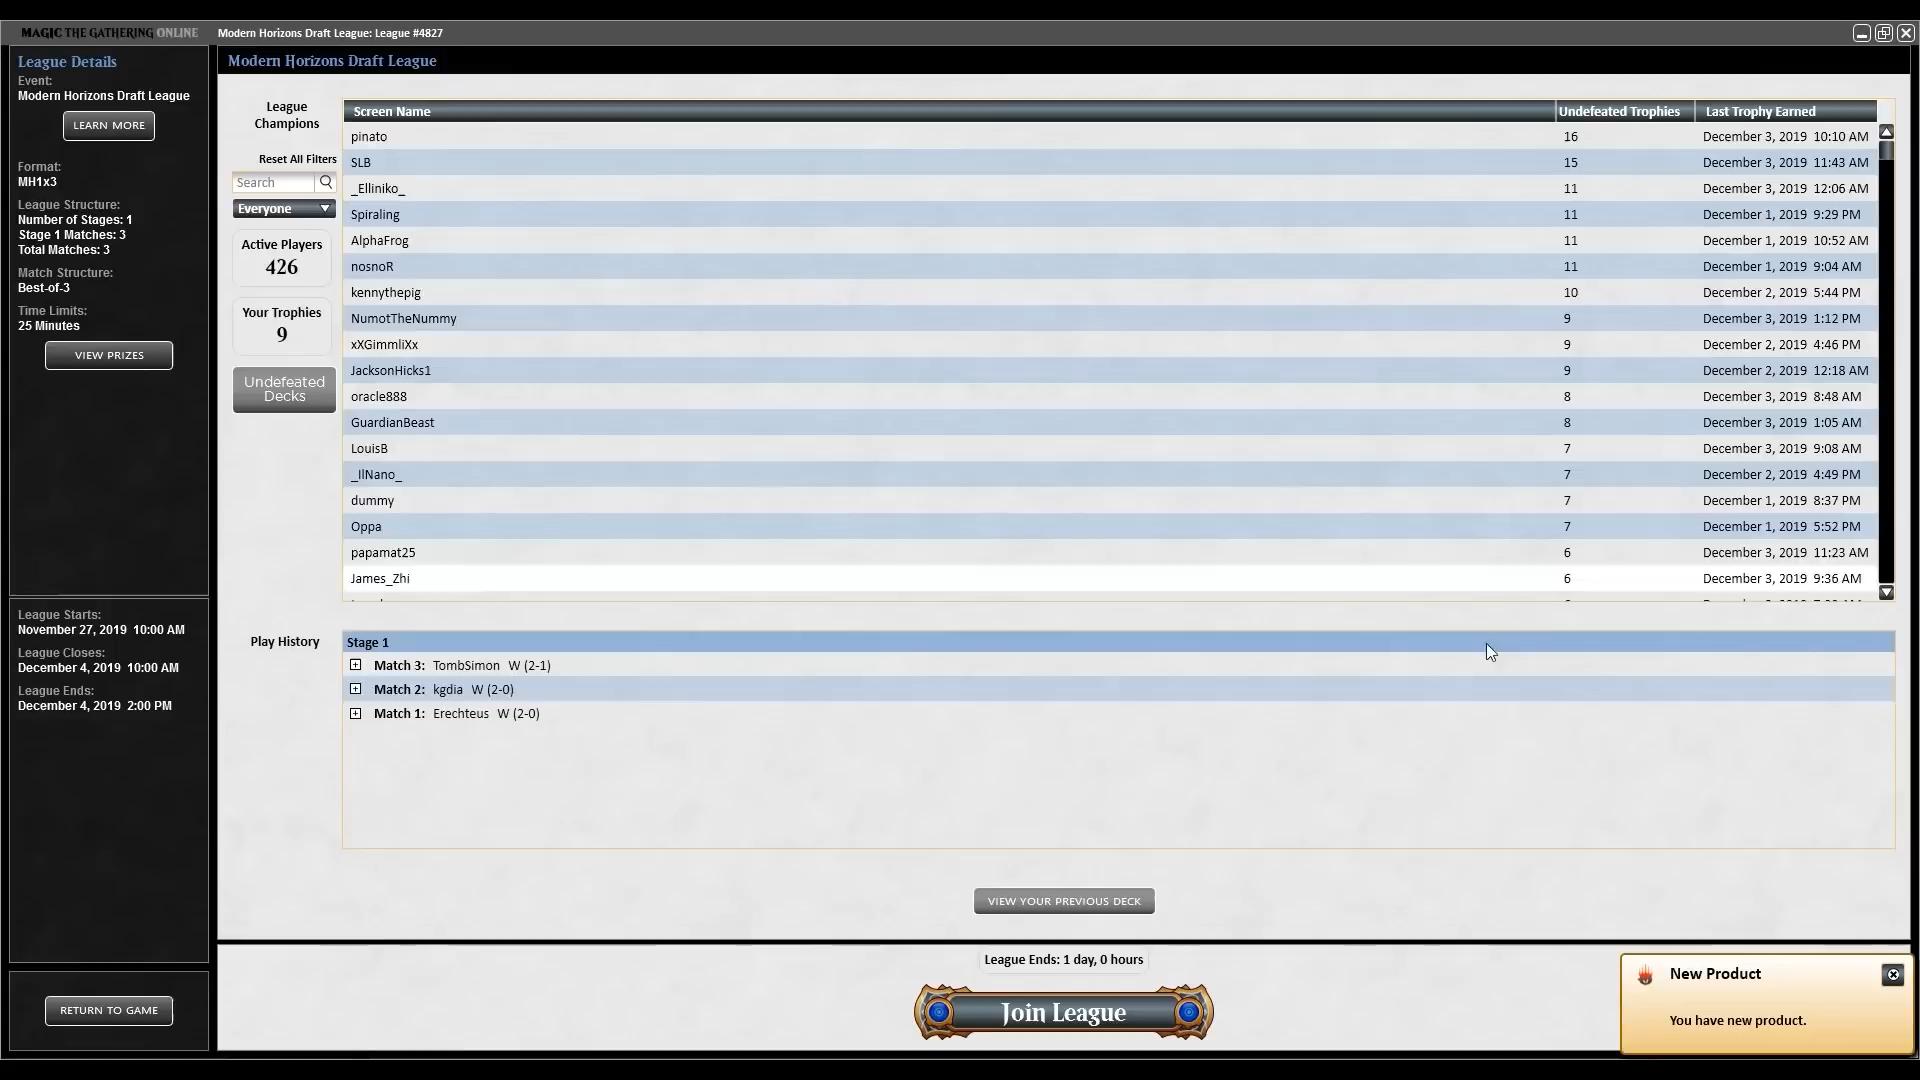 MAGIC THE GATHERING ONLINE
Modern Horizons Draft League: League #4827
League Details
Event:
Modern Horizons Draft League
LEARN MORE
Format:
MH1x3
League Structure:
Number of Stages: 1
Stage 1 Matches: 3
Total Matches: 3
Match Structure:
Best-of-3
Time Limits:
25 Minutes
VIEW PRIZES
League Starts:
November 27, 2019 10:00 AM
League Closes:
December 4, 2019 10:00 AM
League Ends:
December 4, 2019 2:00 PM
RETURN TO GAME
Modern Horizons Draft League
League
Champions
Reset All Filters
Search
Everyone
Active Players
426
Your Trophies
9
Undefeated
Decks
Screen Name Undefeated Trophies Last Trophy Earned
pinato 16 December 3, 2019 10:10 AM
SLB 15 December 3, 2019 11:43 AM
_Elliniko_ 11 December 3, 2019 12:06 AM
Spiraling 11 December 1, 2019 9:29 PM
AlphaFrog 11 December 1, 2019 10:52 AM
nosnoR 11 December 1, 2019 9:04 AM
kennythepig 10 December 2, 2019 5:44 PM
NumotTheNummy 9 December 3, 2019 1:12 PM
xXGimmliXx 9 December 2, 2019 4:46 PM
JacksonHicks1 9 December 2, 2019 12:18 AM
oracle888 8 December 3, 2019 8:48 AM
GuardianBeast 8 December 3, 2019 1:05 AM
LouisB 7 December 3, 2019 9:08 AM
_IlNano_ 7 December 2, 2019 4:49 PM
dummy 7 December 1, 2019 8:37 PM
Oppa 7 December 1, 2019 5:52 PM
papamat25 6 December 3, 2019 11:23 AM
James_Zhi 6 December 3, 2019 9:36 AM
Play History
Stage 1
Match 3: TombSimon W (2-1)
Match 2: kgdia W (2-0)
Match 1: Erechteus W (2-0)
VIEW YOUR PREVIOUS DECK
League Ends: 1 day, 0 hours
Join League
New Product
You have new product.